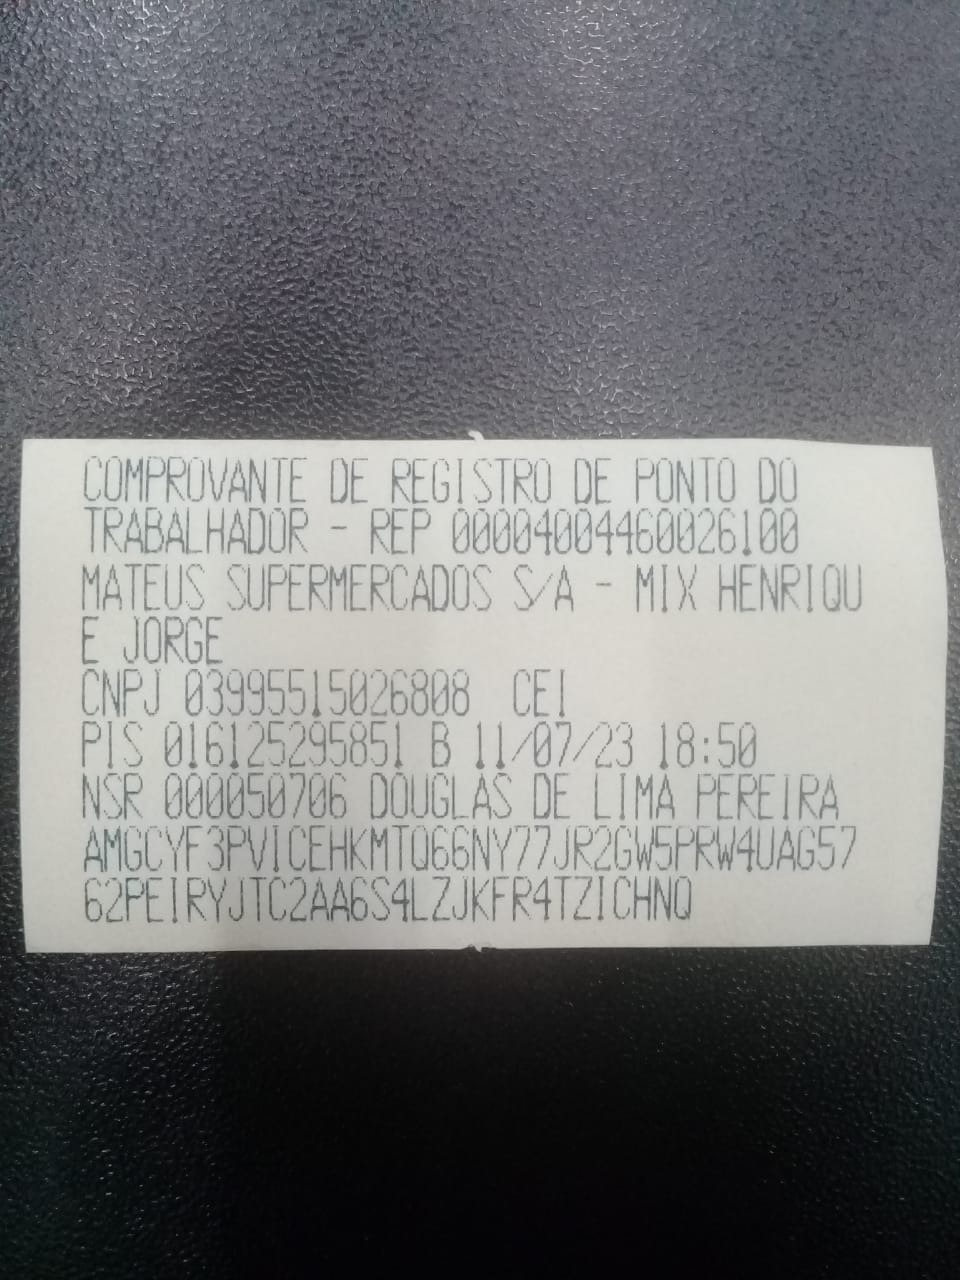 COMPROVANTE DE REGISTRO DE PONTO DO
TRABALHADOR - REP 00004004460026100
MATEUS SUPERMERCADOS S/A - MIX HENRIQU
E JORGE
CNPJ 03995515026808 CEI
PIS 016125295851 B 11/07/23 18:50
NSR 000050706 DOUGLAS DE LIMA PEREIRA
AMGCYF3PVICEHKMTQ66NY77JR2GW5PRW4UAG57
62PEIRYJTC2AA6S4LZJKFR4TZICHNQ